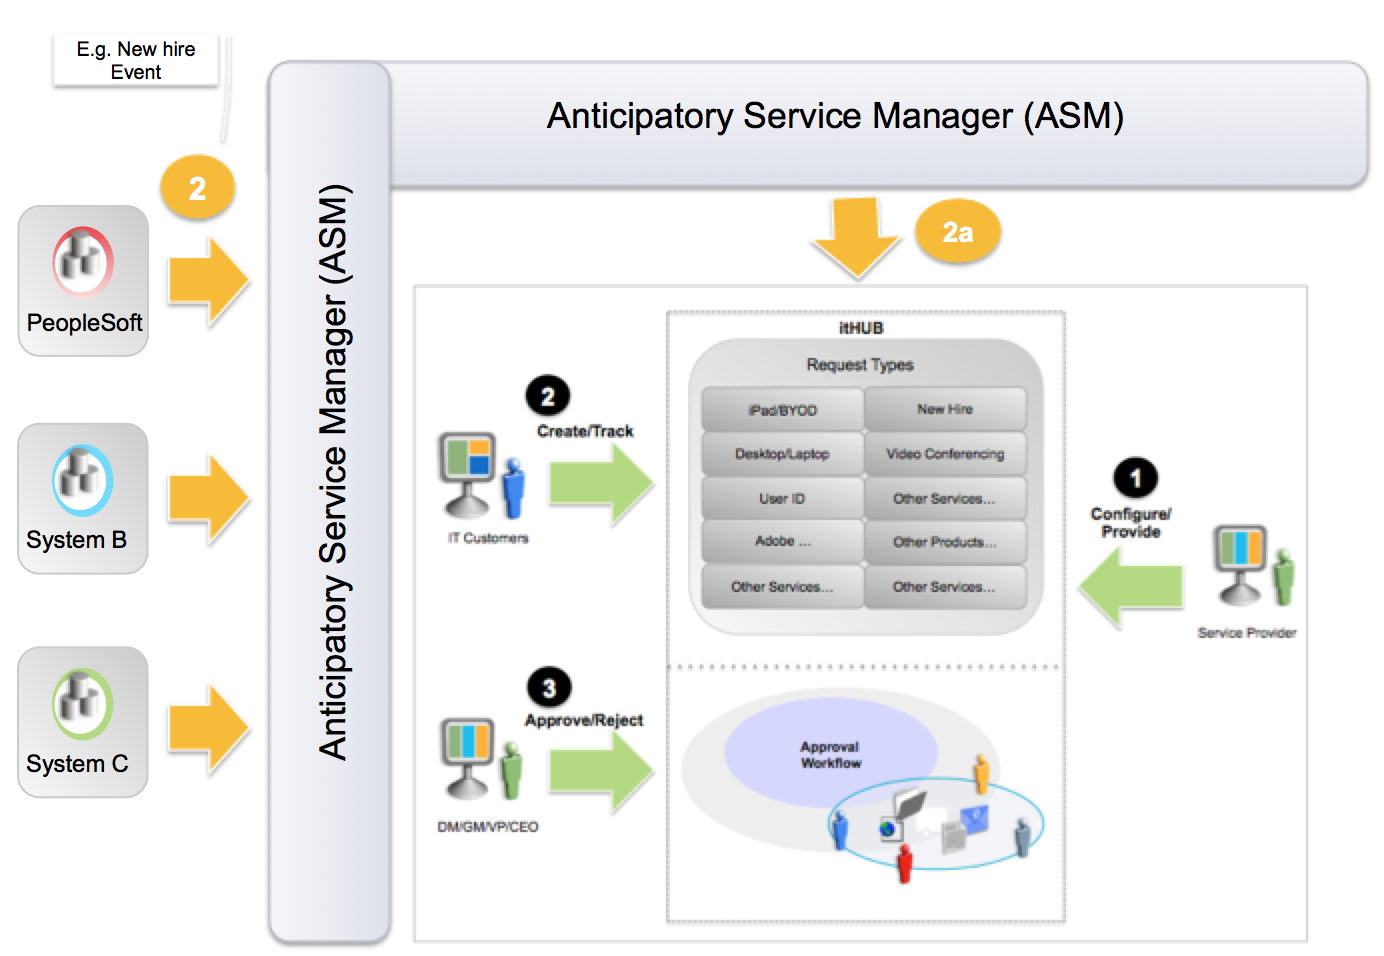 E.g. New hire
Event
Anticipatory Service Manager (ASM)
Anticipatory Service Manager (ASM)
2
2a
PeopleSoft
System B
System C
itHUB
Request Types
iPad/BYOD
New Hire
Desktop/Laptop
Video Conferencing
User ID
Other Services...
Adobe ...
Other Products...
Other Services...
Other Services...
2
Create/Track
IT Customers
1
Configure/
Provide
Service Provider
3
Approve/Reject
DM/GM/VP/CEO
Approval
Workflow